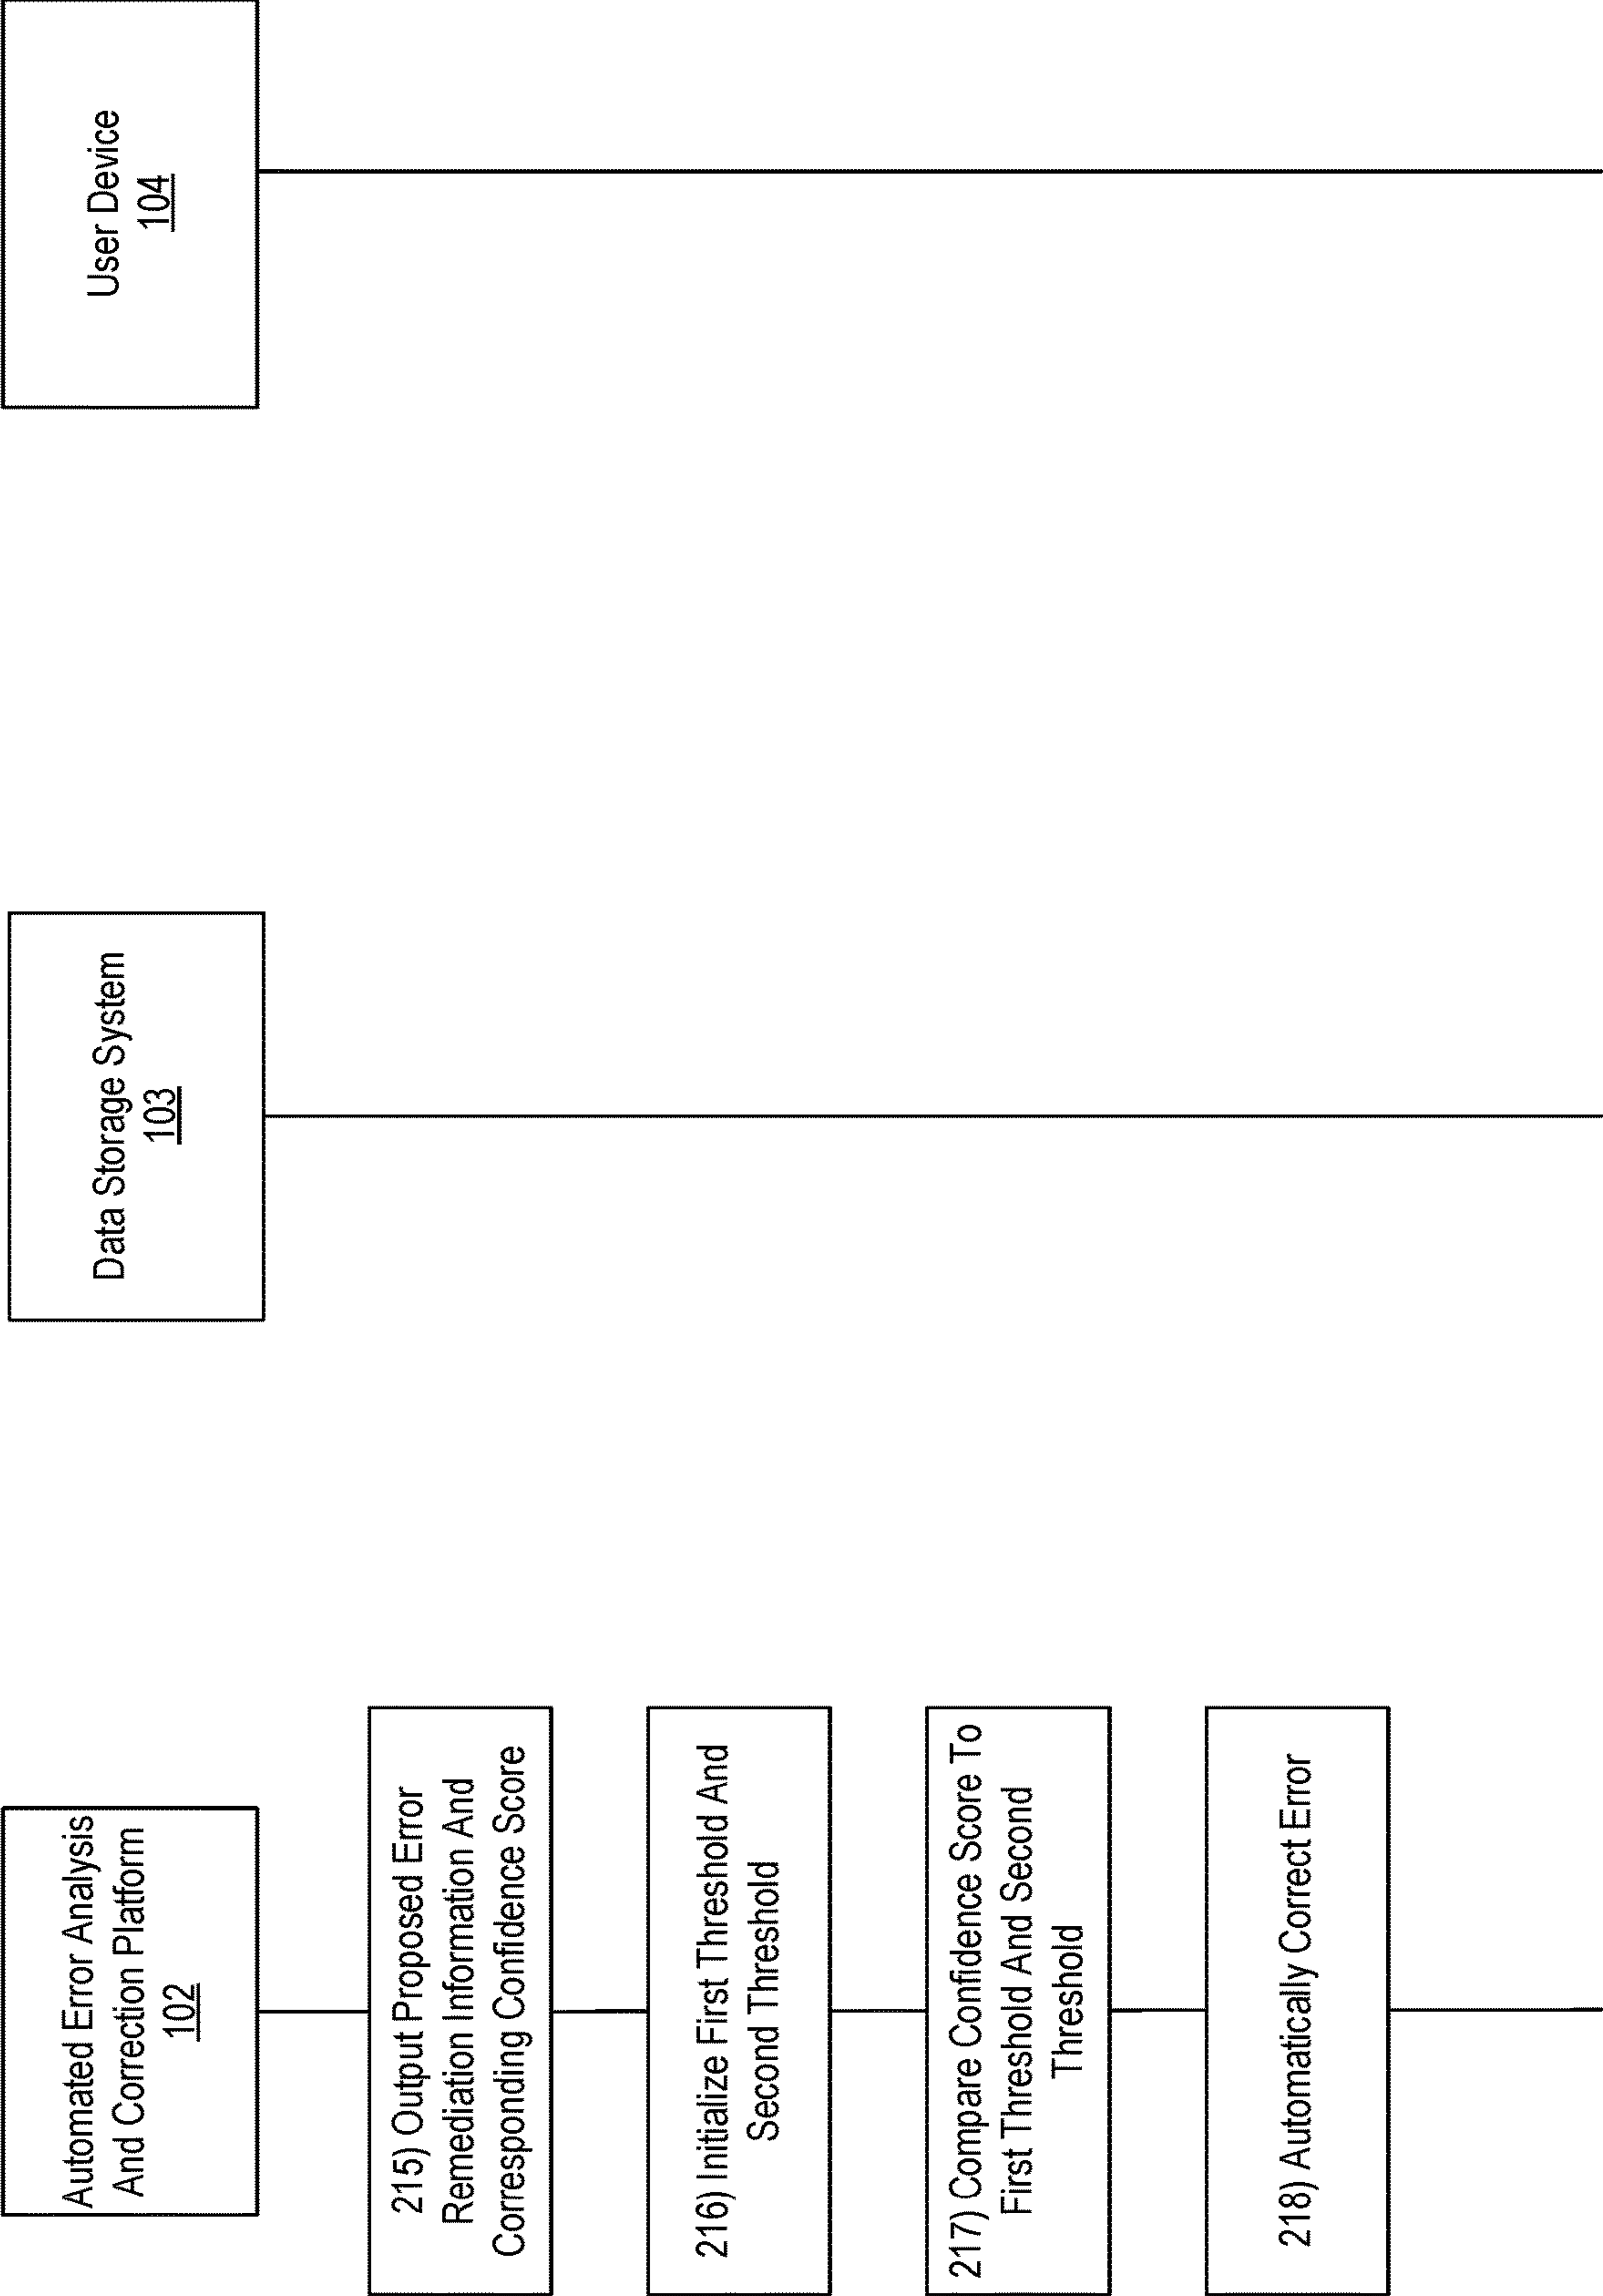 Automated Error Analysis
And Correction Platform
102
Data Storage System
103
User Device
104
215) Output Proposed Error
Remediation Information And
Corresponding Confidence Score
216) Initialize First Threshold And
Second Threshold
217) Compare Confidence Score To
First Threshold And Second
Threshold
218) Automatically Correct Error